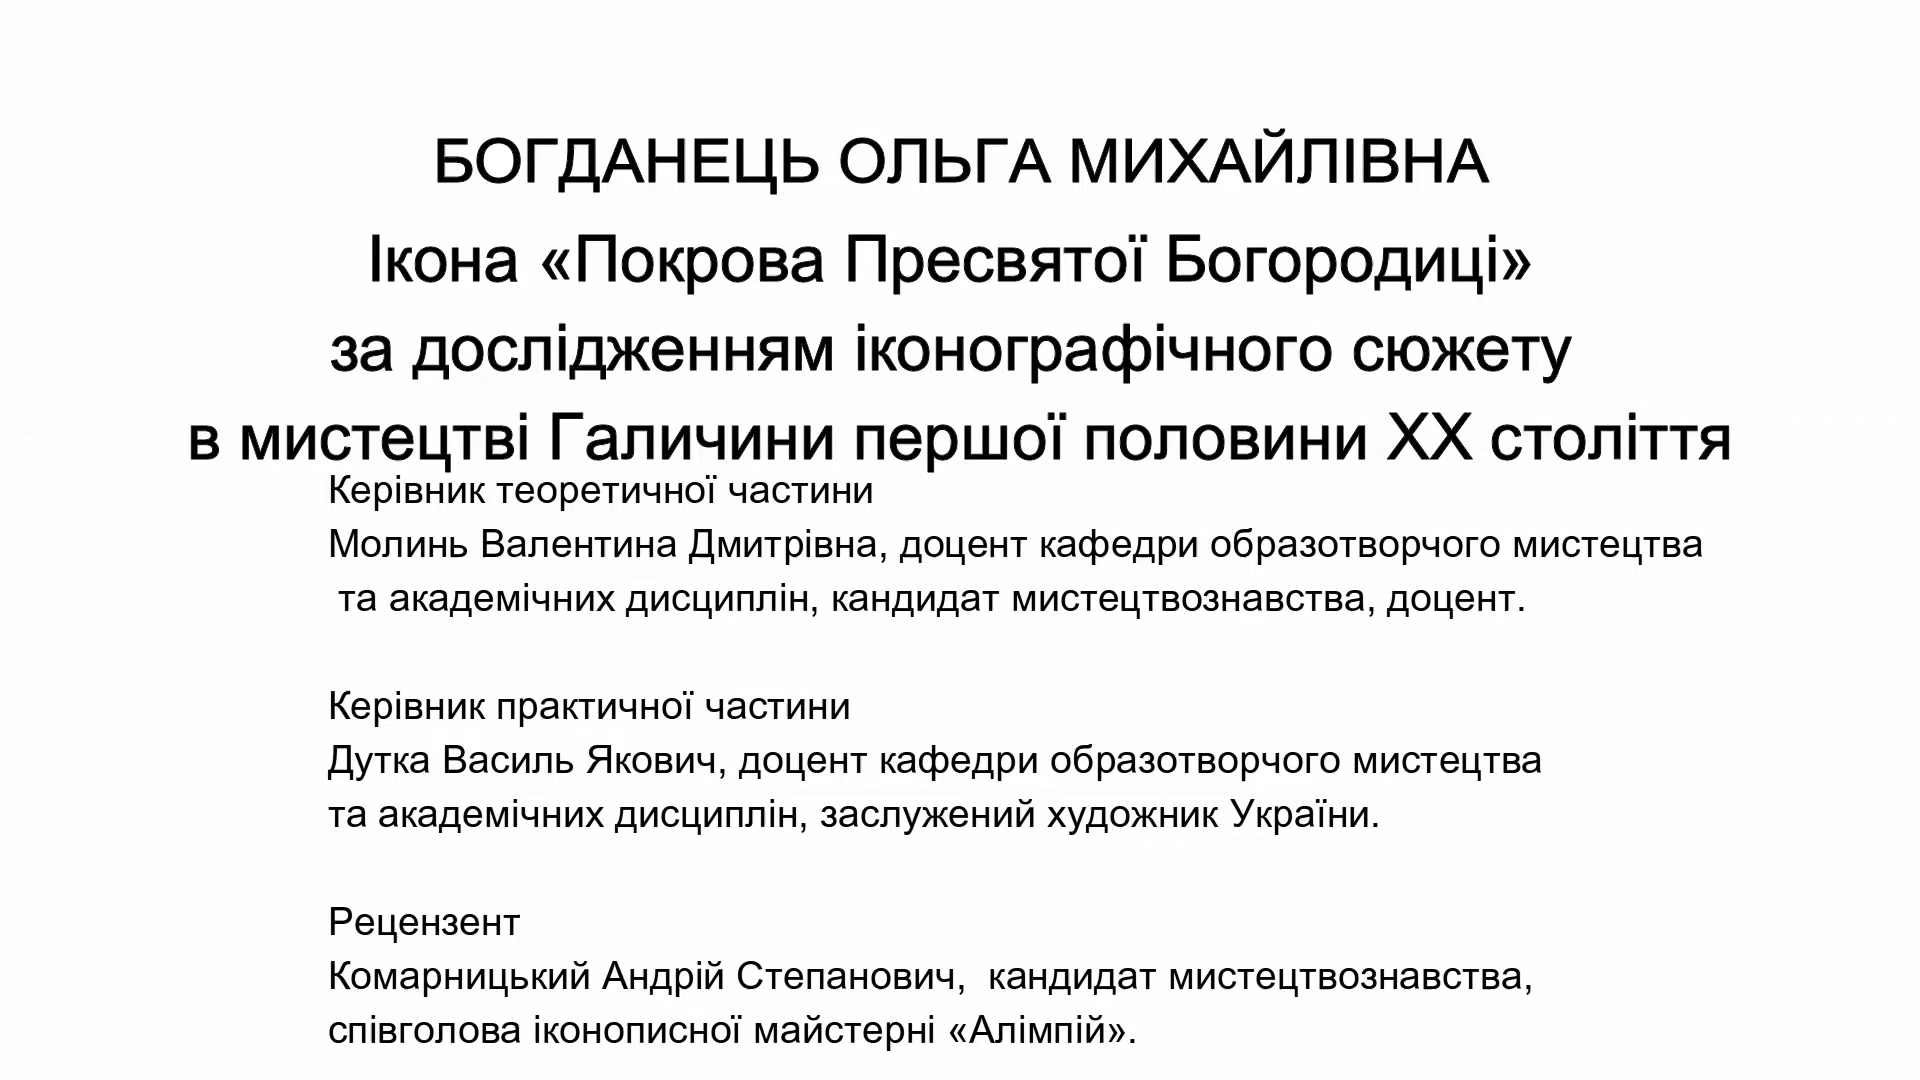 БОГДАНЕЦЬ ОЛЬГА МИХАЙЛІВНА
Ікона «Покрова Пресвятої Богородиці»
за дослідженням іконографічного сюжету
в мистецтві Галичини першої половини ХХ століття
Керівник теоретичної частини
Молинь Валентина Дмитрівна, доцент кафедри образотворчого мистецтва
та академічних дисциплін, кандидат мистецтвознавства, доцент.
Керівник практичної частини
Дутка Василь Якович, доцент кафедри образотворчого мистецтва
та академічних дисциплін, заслужений художник України.
Рецензент
Комарницький Андрій Степанович,  кандидат мистецтвознавства,
співголова іконописної майстерні «Алімпій».